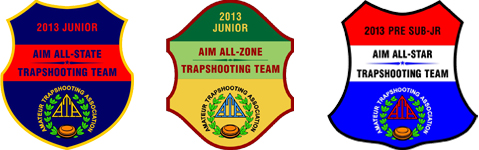 2013 JUNIOR
AIM ALL-STATE
TRAPSHOOTING TEAM
AMATEUR TRAPSHOOTING ASSOCIATION
ATA
2013
JUNIOR
AIM ALL-ZONE
TRAPSHOOTING TEAM
AMATEUR TRAPSHOOTING ASSOCIATION
ATA
2013 PRE SUB-JR
AIM ALL-STAR
TRAPSHOOTING TEAM
AMATEUR TRAPSHOOTING ASSOCIATION
ATA